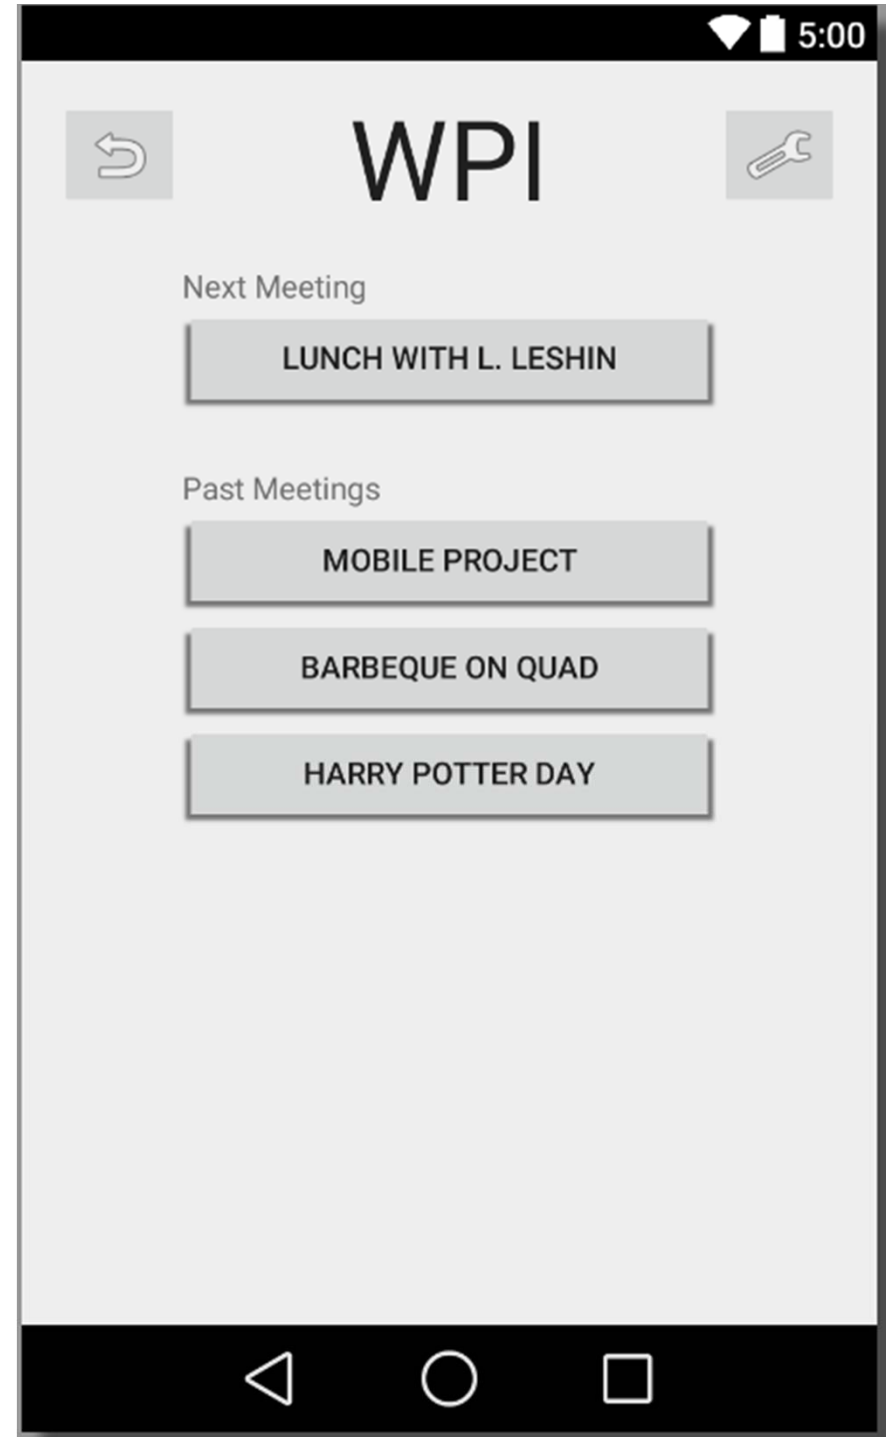 5:00
WPI
Next Meeting
LUNCH WITH L. LESHIN
Past Meetings
MOBILE PROJECT
BARBEQUE ON QUAD
HARRY POTTER DAY